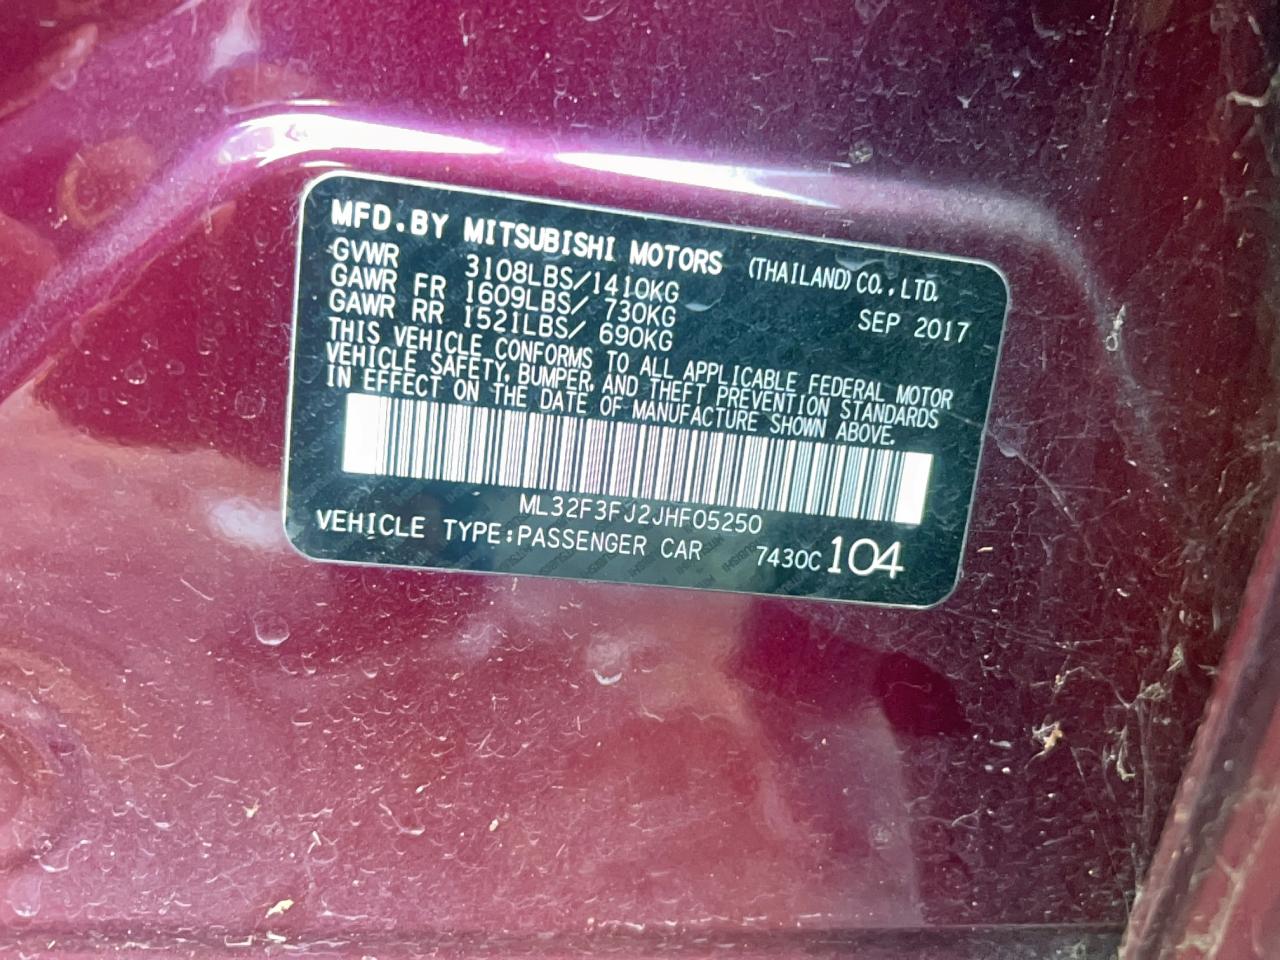 MFD.BY MITSUBISHI MOTORS (THAILAND) CO., LTD.
GVWR 3108LBS/1410KG SEP 2017
GAWR FR 1609LBS/ 730KG
GAWR RR 1521LBS/ 690KG
THIS VEHICLE CONFORMS TO ALL APPLICABLE FEDERAL MOTOR
VEHICLE SAFETY, BUMPER, AND THEFT PREVENTION STANDARDS
IN EFFECT ON THE DATE OF MANUFACTURE SHOWN ABOVE.
ML32F3FJ2JHF05250
VEHICLE TYPE:PASSENGER CAR 7430C 104